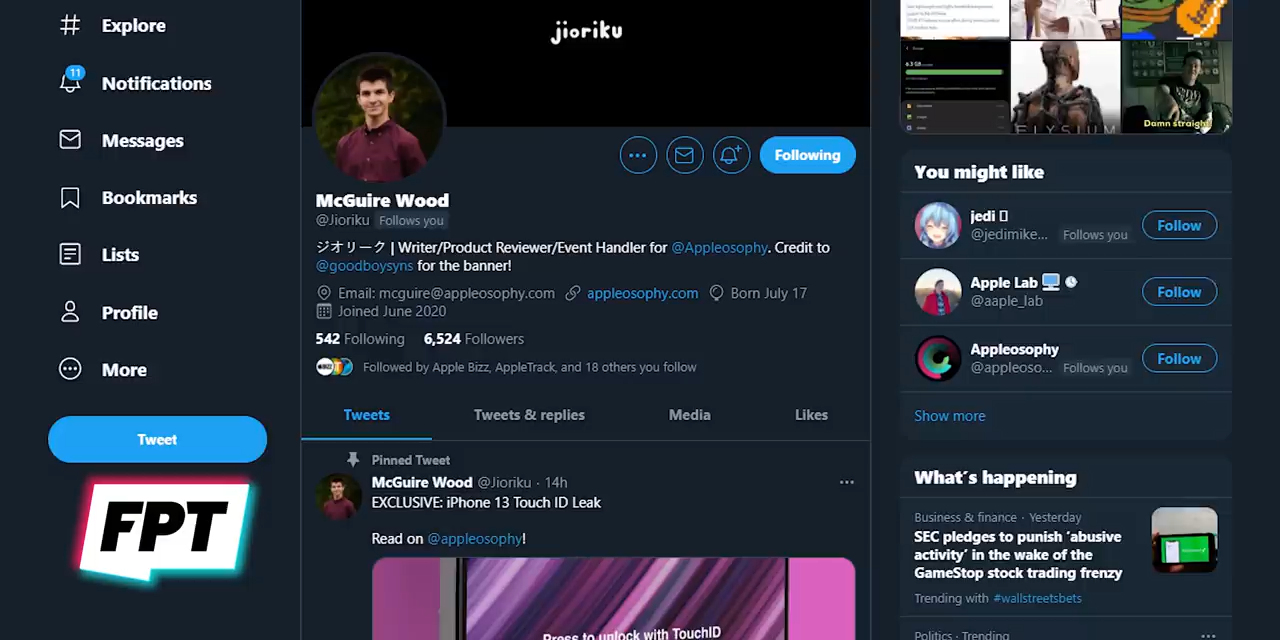 Explore
11
Notifications
Messages
Bookmarks
Lists
Profile
More
Tweet
FPT
jioriku
Following
McGuire Wood
@Jioriku Follows you
ジオリーク | Writer/Product Reviewer/Event Handler for @Appleosophy. Credit to
@goodboysyns for the banner!
Email: mcguire@appleosophy.com appleosophy.com Born July 17
Joined June 2020
542 Following 6,524 Followers
Followed by Apple Bizz, AppleTrack, and 18 others you follow
Tweets Tweets & replies Media Likes
Pinned Tweet
McGuire Wood @Jioriku · 14h
EXCLUSIVE: iPhone 13 Touch ID Leak
Read on @appleosophy!
Press to unlock with TouchID
6.3 GB
ELYSIUM
Damn straight
You might like
jedi
@jedimike... Follows you
Follow
Apple Lab
@aaple_lab
Follow
Appleosophy
@appleoso... Follows you
Follow
Show more
What's happening
Business & finance · Yesterday
SEC pledges to punish 'abusive
activity' in the wake of the
GameStop stock trading frenzy
Trending with #wallstreetsbets
Politics · Trending